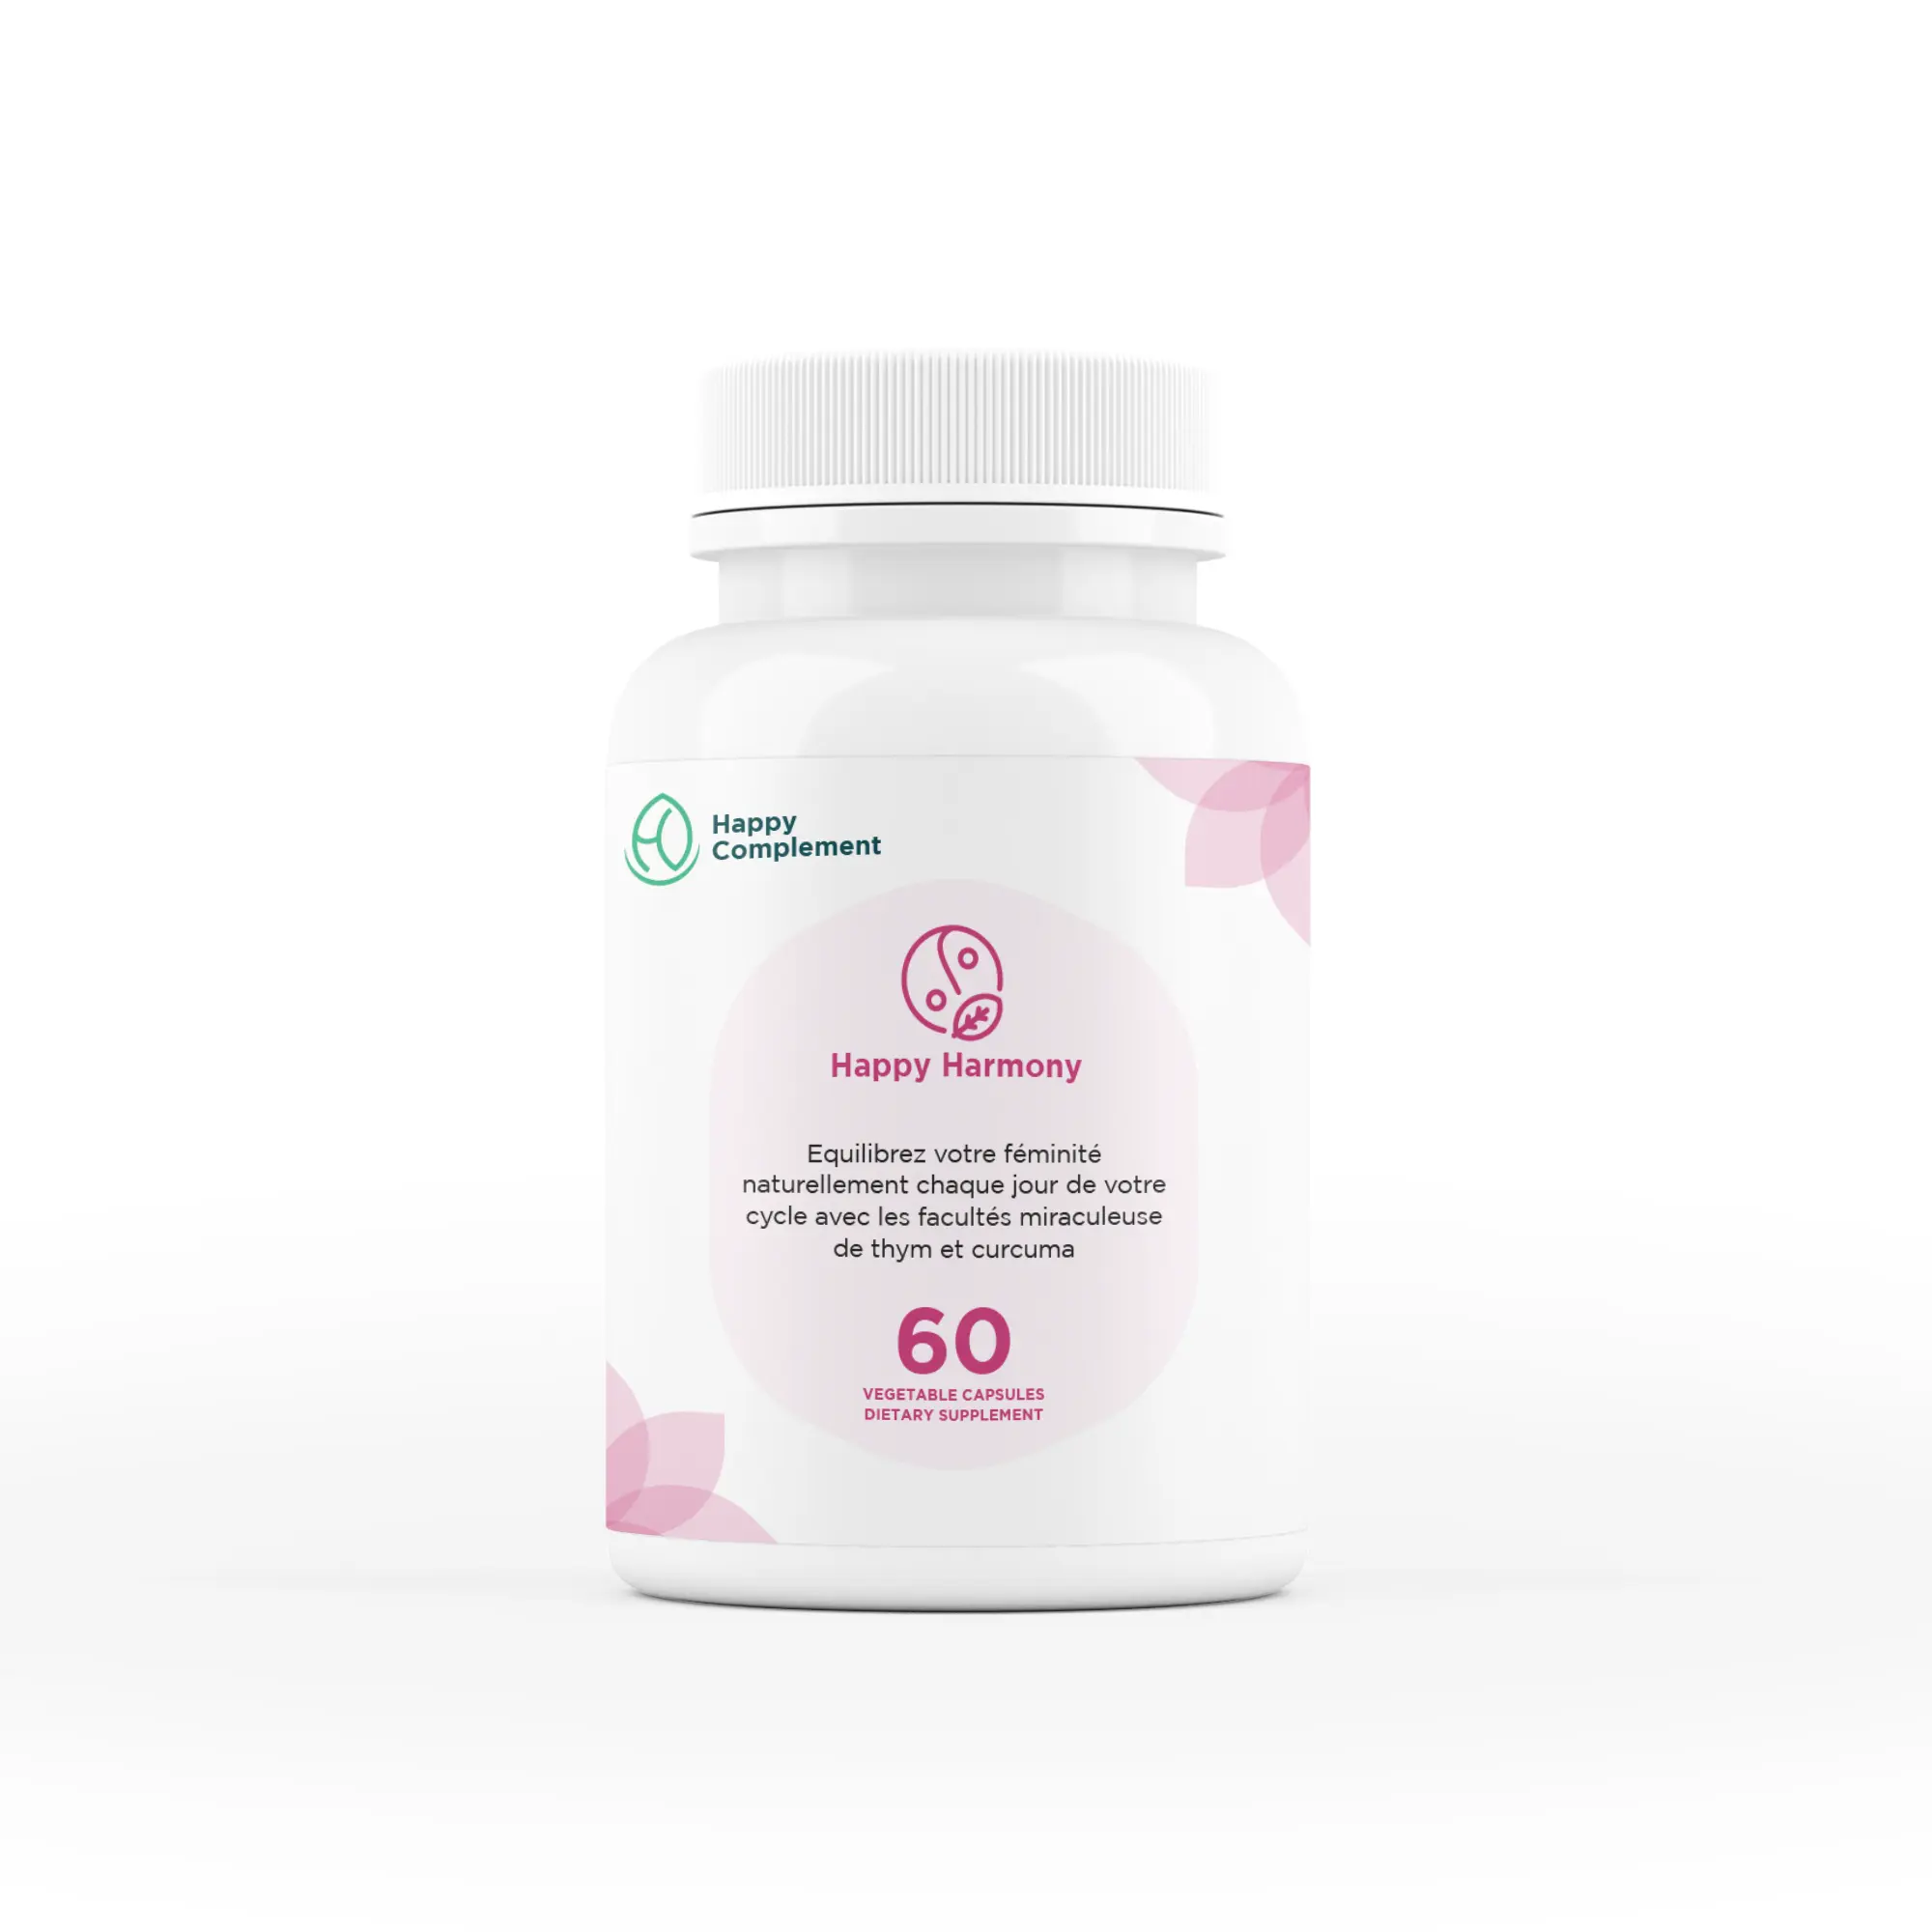 Happy
Complement
Happy Harmony
Equilibrez votre féminité
naturellement chaque jour de votre
cycle avec les facultés miraculeuse
de thym et curcuma
60
VEGETABLE CAPSULES
DIETARY SUPPLEMENT